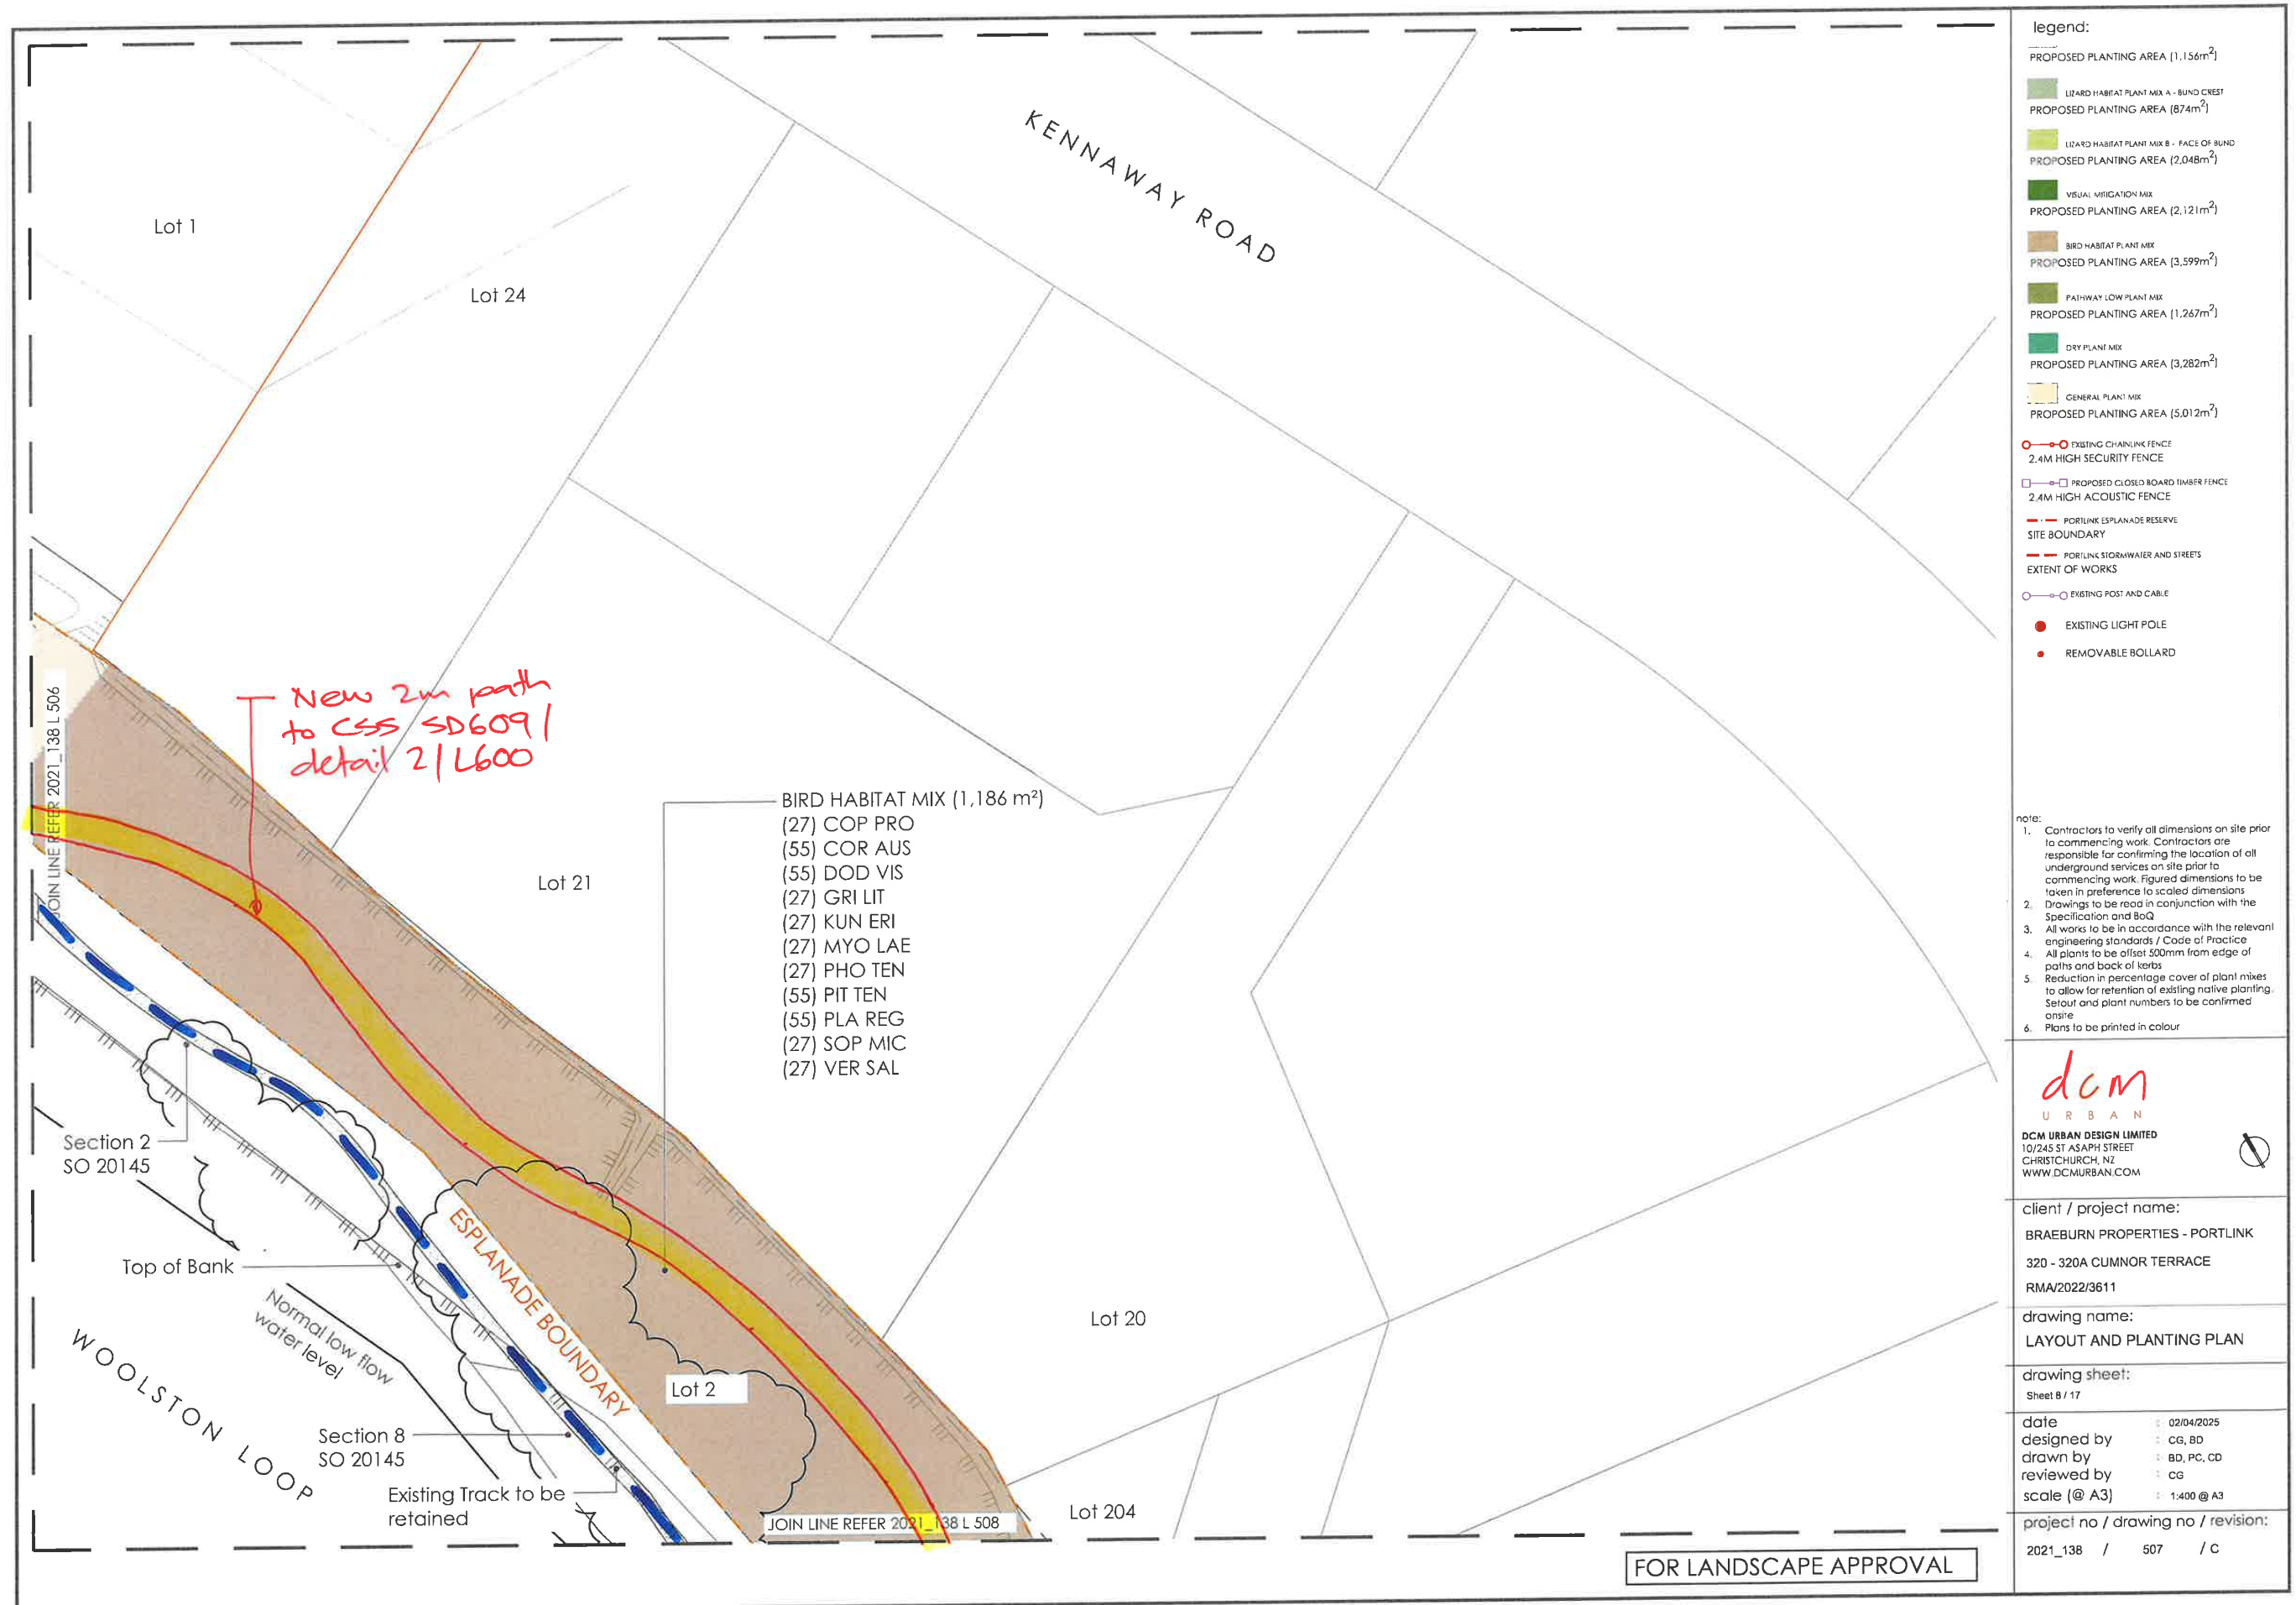 KENNAWAY ROAD
Lot 1
Lot 24
New 2m path
to CSS SD609 /
detail 2 / L600
JOIN LINE REFER 2021_138 L 506
BIRD HABITAT MIX (1,186 m²)
(27) COP PRO
(55) COR AUS
(55) DOD VIS
(27) GRI LIT
(27) KUN ERI
(27) MYO LAE
(27) PHO TEN
(55) PIT TEN
(55) PLA REG
(27) SOP MIC
(27) VER SAL
Lot 21
Section 2
SO 20145
Top of Bank
Normal low flow
water level
WOOLSTON LOOP
ESPLANADE BOUNDARY
Lot 2
Lot 20
Section 8
SO 20145
Existing Track to be
retained
JOIN LINE REFER 2021_138 L 508
Lot 204
FOR LANDSCAPE APPROVAL
legend:
PROPOSED PLANTING AREA (1,156m²)
LIZARD HABITAT PLANT MIX A - BUND CREST
PROPOSED PLANTING AREA (874m²)
LIZARD HABITAT PLANT MIX B - FACE OF BUND
PROPOSED PLANTING AREA (2,048m²)
VISUAL MITIGATION MIX
PROPOSED PLANTING AREA (2,121m²)
BIRD HABITAT PLANT MIX
PROPOSED PLANTING AREA (3,599m²)
PATHWAY LOW PLANT MIX
PROPOSED PLANTING AREA (1,267m²)
DRY PLANT MIX
PROPOSED PLANTING AREA (3,282m²)
GENERAL PLANT MIX
PROPOSED PLANTING AREA (5,012m²)
EXISTING CHAINLINK FENCE
2.4M HIGH SECURITY FENCE
PROPOSED CLOSED BOARD TIMBER FENCE
2.4M HIGH ACOUSTIC FENCE
PORTLINK ESPLANADE RESERVE
SITE BOUNDARY
PORTLINK STORMWATER AND STREETS
EXTENT OF WORKS
EXISTING POST AND CABLE
EXISTING LIGHT POLE
REMOVABLE BOLLARD
note:
1. Contractors to verify all dimensions on site prior
to commencing work. Contractors are
responsible for confirming the location of all
underground services on site prior to
commencing work. Figured dimensions to be
taken in preference to scaled dimensions
2. Drawings to be read in conjunction with the
Specification and BoQ
3. All works to be in accordance with the relevant
engineering standards / Code of Practice
4. All plants to be offset 500mm from edge of
paths and back of kerbs
5. Reduction in percentage cover of plant mixes
to allow for retention of existing native planting.
Setout and plant numbers to be confirmed
onsite
6. Plans to be printed in colour
dcm
URBAN
DCM URBAN DESIGN LIMITED
10/245 ST ASAPH STREET
CHRISTCHURCH, NZ
WWW.DCMURBAN.COM
client / project name:
BRAEBURN PROPERTIES - PORTLINK
320 - 320A CUMNOR TERRACE
RMA/2022/3611
drawing name:
LAYOUT AND PLANTING PLAN
drawing sheet:
Sheet 8 / 17
date : 02/04/2025
designed by : CG, BD
drawn by : BD, PC, CD
reviewed by : CG
scale (@ A3) : 1:400 @ A3
project no / drawing no / revision:
2021_138 / 507 / C